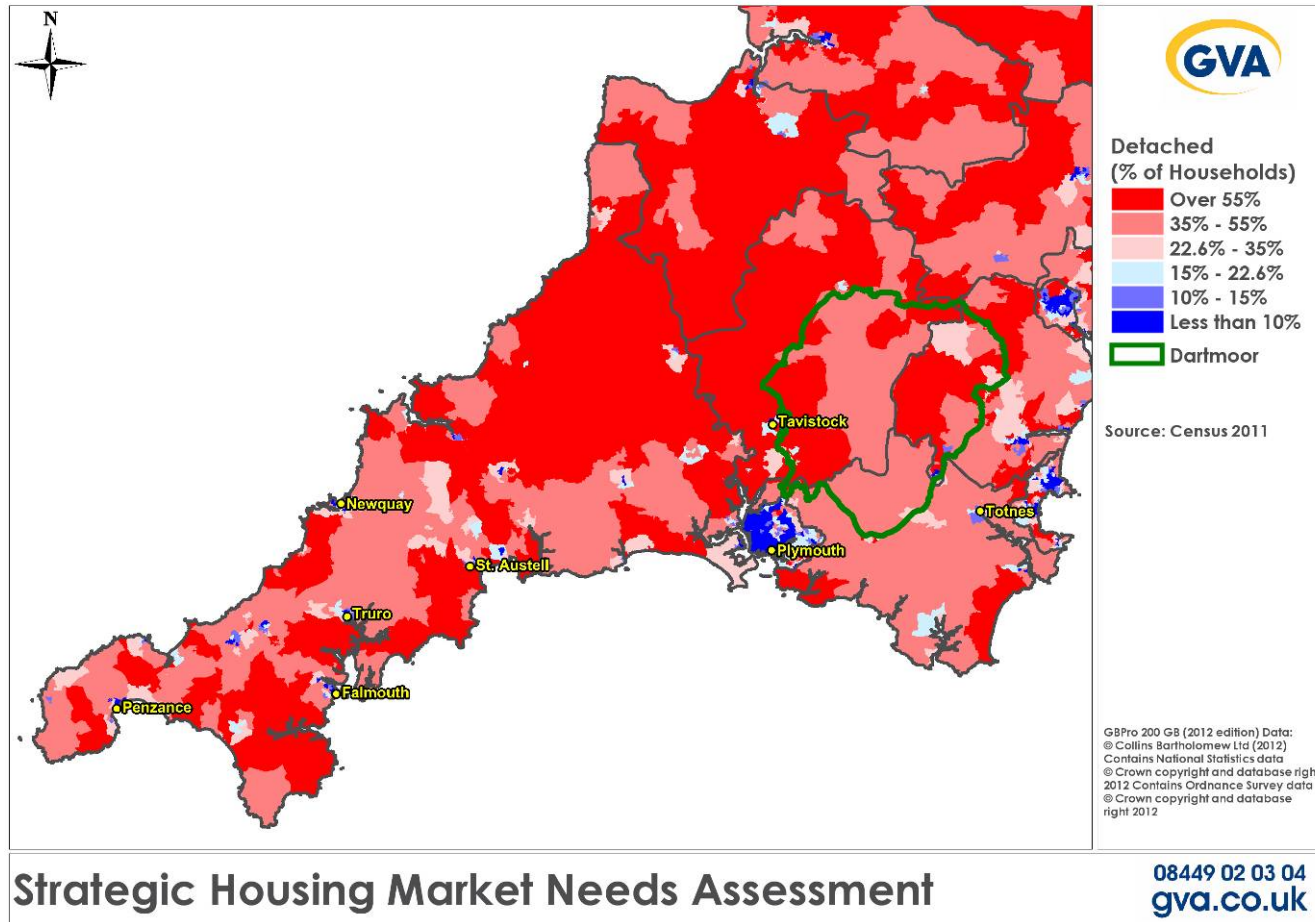 N
GVA
Detached
(% of Households)
Over 55%
35% - 55%
22.6% - 35%
15% - 22.6%
10% - 15%
Less than 10%
Dartmoor
Source: Census 2011
Tavistock
Newquay
Totnes
Plymouth
St. Austell
Truro
Falmouth
Penzance
GBPro 200 GB (2012 edition) Data:
© Collins Bartholomew Ltd (2012)
Contains National Statistics data
© Crown copyright and database righ
2012 Contains Ordnance Survey data
© Crown copyright and database
right 2012
Strategic Housing Market Needs Assessment
08449 02 03 04
gva.co.uk